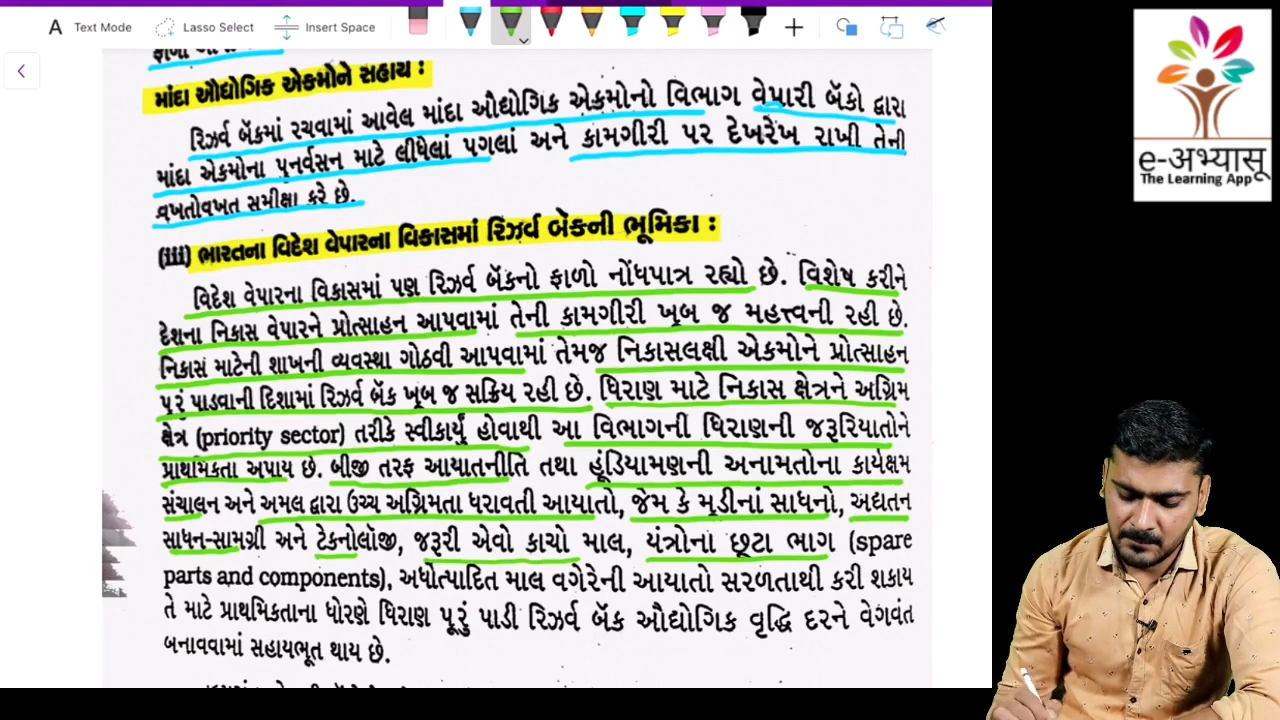 Text Mode
Lasso Select
Insert Space
માંદા ઔદ્યોગિક એકમોને સહાય :
રિઝર્વ બૅંકમાં રચવામાં આવેલ માંદા ઔદ્યોગિક એકમોનો વિભાગ વેપારી બૅંકો દ્વારા
માંદા એકમોના પુનર્વસન માટે લીધેલાં પગલાં અને કામગીરી પર દેખરેખ રાખી તેની
વખતોવખત સમીક્ષા કરે છે.
(iii) ભારતના વિદેશ વેપારના વિકાસમાં રિઝર્વ બૅંકની ભૂમિકા :
વિદેશ વેપારના વિકાસમાં પણ રિઝર્વ બૅંકનો ફાળો નોંધપાત્ર રહ્યો છે. વિશેષ કરીને
દેશના નિકાસ વેપારને પ્રોત્સાહન આપવામાં તેની કામગીરી ખૂબ જ મહત્ત્વની રહી છે.
નિકાસ માટેની શાખની વ્યવસ્થા ગોઠવી આપવામાં તેમજ નિકાસલક્ષી એકમોને પ્રોત્સાહન
પૂરું પાડવાની દિશામાં રિઝર્વ બૅંક ખૂબ જ સક્રિય રહી છે. ધિરાણ માટે નિકાસ ક્ષેત્રને અગ્રિમ
ક્ષેત્ર (priority sector) તરીકે સ્વીકાર્યું હોવાથી આ વિભાગની ધિરાણની જરૂરિયાતોને
પ્રાથમિકતા અપાય છે. બીજી તરફ આયાતનીતિ તથા હૂંડિયામણની અનામતોના કાર્યક્ષમ
સંચાલન અને અમલ દ્વારા ઉચ્ચ અગ્રિમતા ધરાવતી આયાતો, જેમ કે મૂડીનાં સાધનો, અદ્યતન
સાધન-સામગ્રી અને ટેકનોલૉજી, જરૂરી એવો કાચો માલ, યંત્રોના છૂટા ભાગ (spare
parts and components), અર્ધોત્પાદિત માલ વગેરેની આયાતો સરળતાથી કરી શકાય
તે માટે પ્રાથમિકતાના ધોરણે ધિરાણ પૂરું પાડી રિઝર્વ બૅંક ઔદ્યોગિક વૃદ્ધિ દરને વેગવંત
બનાવવામાં સહાયભૂત થાય છે.
e-अभ्यासू
The Learning App